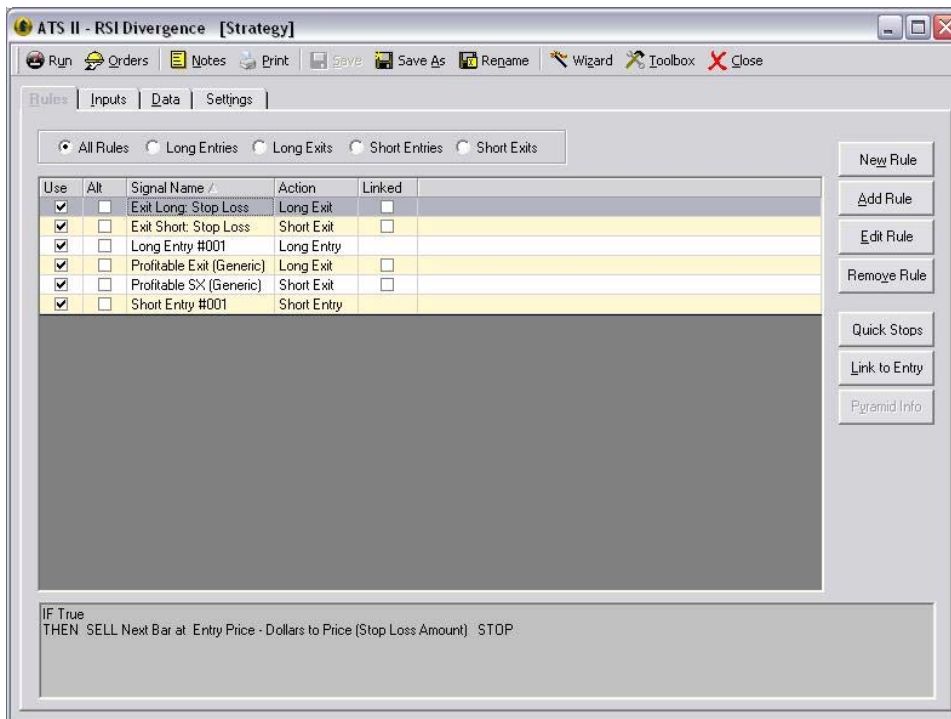 ATS II - RSI Divergence [Strategy]
Run Orders Notes Print Save Save As Rename Wizard Toolbox Close
Rules Inputs Data Settings
All Rules Long Entries Long Exits Short Entries Short Exits
New Rule
Add Rule
Edit Rule
Remove Rule
Quick Stops
Link to Entry
Pyramid Info
Use Alt Signal Name Action Linked
Exit Long: Stop Loss Long Exit
Exit Short: Stop Loss Short Exit
Long Entry #001 Long Entry
Profitable Exit (Generic) Long Exit
Profitable SX (Generic) Short Exit
Short Entry #001 Short Entry
IF True
THEN SELL Next Bar at Entry Price - Dollars to Price (Stop Loss Amount) STOP